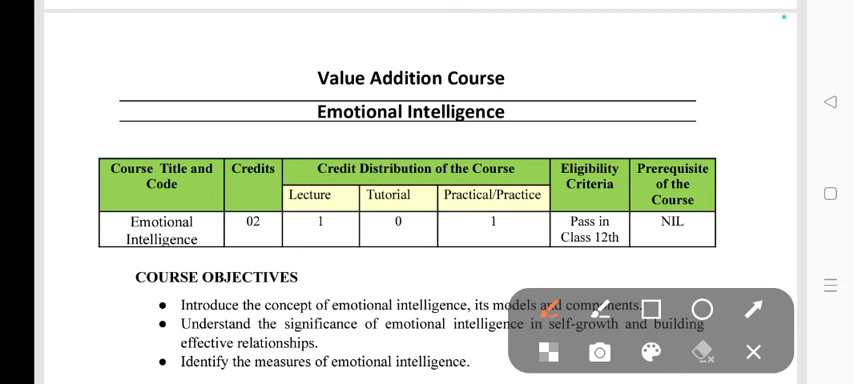 Value Addition Course
Emotional Intelligence
Course Title and Code Credits Credit Distribution of the Course Eligibility Criteria Prerequisite of the Course
Lecture Tutorial Practical/Practice
Emotional Intelligence 02 1 0 1 Pass in Class 12th NIL
COURSE OBJECTIVES
● Introduce the concept of emotional intelligence, its models and components.
● Understand the significance of emotional intelligence in self-growth and building
effective relationships.
● Identify the measures of emotional intelligence.